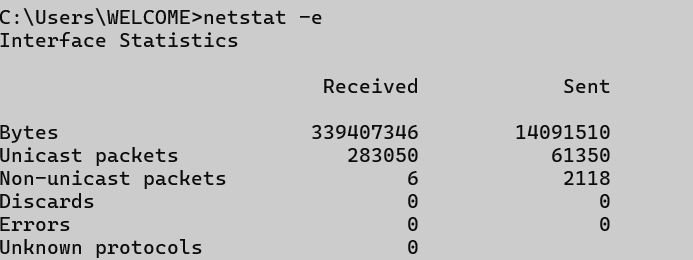 C:\Users\WELCOME>netstat -e
Interface Statistics
Received Sent
Bytes 339407346 14091510
Unicast packets 283050 61350
Non-unicast packets 6 2118
Discards 0 0
Errors 0 0
Unknown protocols 0